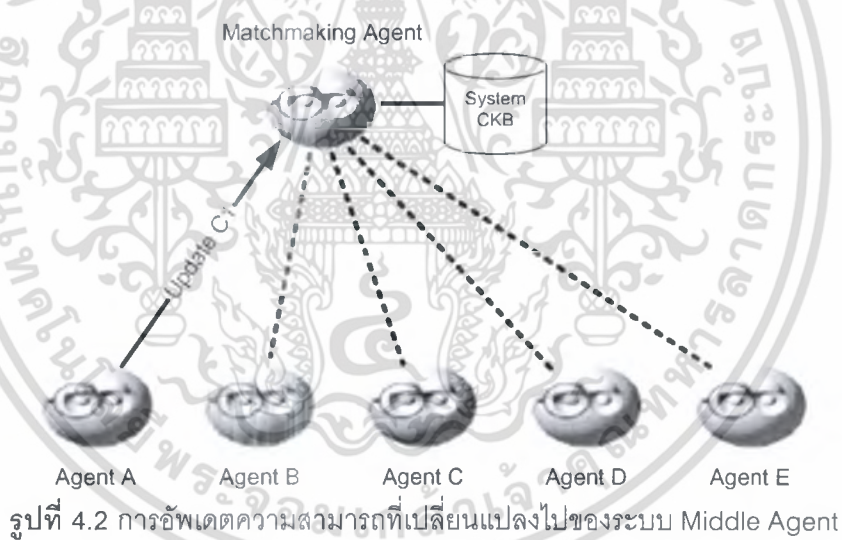 Matchmaking Agent
System
CKB
Update C1
Agent A
Agent B
Agent C
Agent D
Agent E
รูปที่ 4.2 การอัพเดตความสามารถที่เปลี่ยนแปลงไปของระบบ Middle Agent